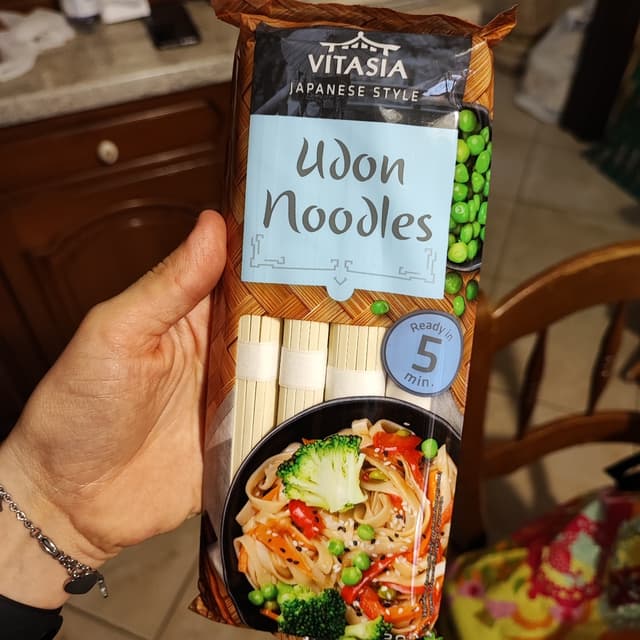 VITASIA
JAPANESE STYLE
Udon
Noodles
Ready in
5
min.